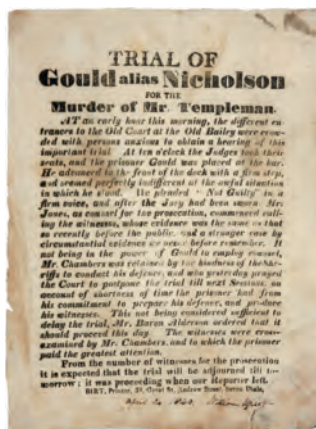 TRIAL OF
Gould alias Nicholson
FOR THE
Murder of Mr. Templeman.
AT an early hour this morning, the different en-
trances to the Old Court at the Old Bailey were crow-
ded with persons anxious to obtain a hearing of this
important trial. At ten o'clock the Judges took their
seats, and the prisoner Gould was placed at the bar.
He advanced to the front of the dock with a firm step,
and seemed perfectly indifferent at the awful situation
in which he stood. He pleaded "Not Guilty" in a
firm voice, and after the Jury had been sworn Mr.
Jones, as counsel for the prosecution, commenced call-
ing the witnesses, whose evidence was the same as that
so recently before the public, and a stronger case by
circumstantial evidence we never before remember. It
not being in the power of Gould to employ counsel,
Mr. Chambers was retained by the kindness of the She-
riffs to conduct his defence, and who yesterday prayed
the Court to postpone the trial till next Sessions, on
account of shortness of time the prisoner had from
his commitment to prepare his defence, and produce
his witnesses. This not being considered sufficient to
delay the trial, Mr. Baron Alderson ordered that it
should proceed this day. The witnesses were cross-
examined by Mr. Chambers, and to which the prisoner
paid the greatest attention.
From the number of witnesses for the prosecution
it is expected that the trial will be adjourned till to-
morrow; it was proceeding when our Reporter left.
BIRT, Printer, 39, Great St. Andrew Street, Seven Dials.
April